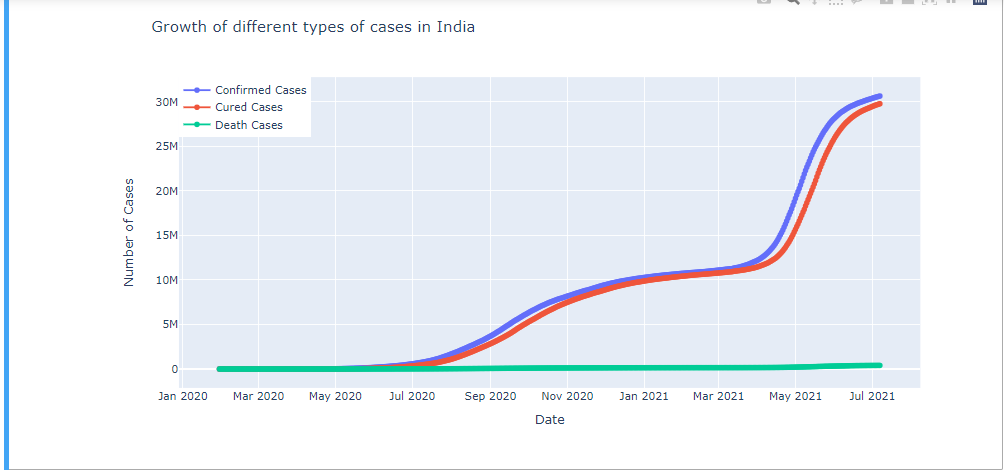 Growth of different types of cases in India
Confirmed Cases
Cured Cases
Death Cases
30M
25M
20M
15M
10M
5M
0
Number of Cases
Jan 2020 Mar 2020 May 2020 Jul 2020 Sep 2020 Nov 2020 Jan 2021 Mar 2021 May 2021 Jul 2021
Date